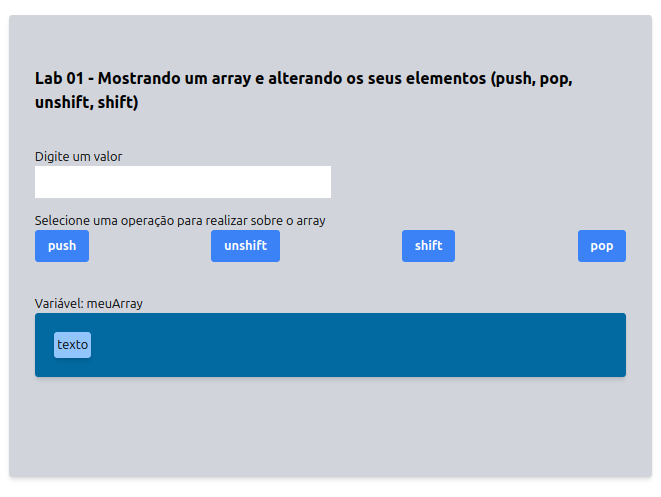 Lab 01 - Mostrando um array e alterando os seus elementos (push, pop,
unshift, shift)
Digite um valor
Selecione uma operação para realizar sobre o array
push unshift shift pop
Variável: meuArray
texto